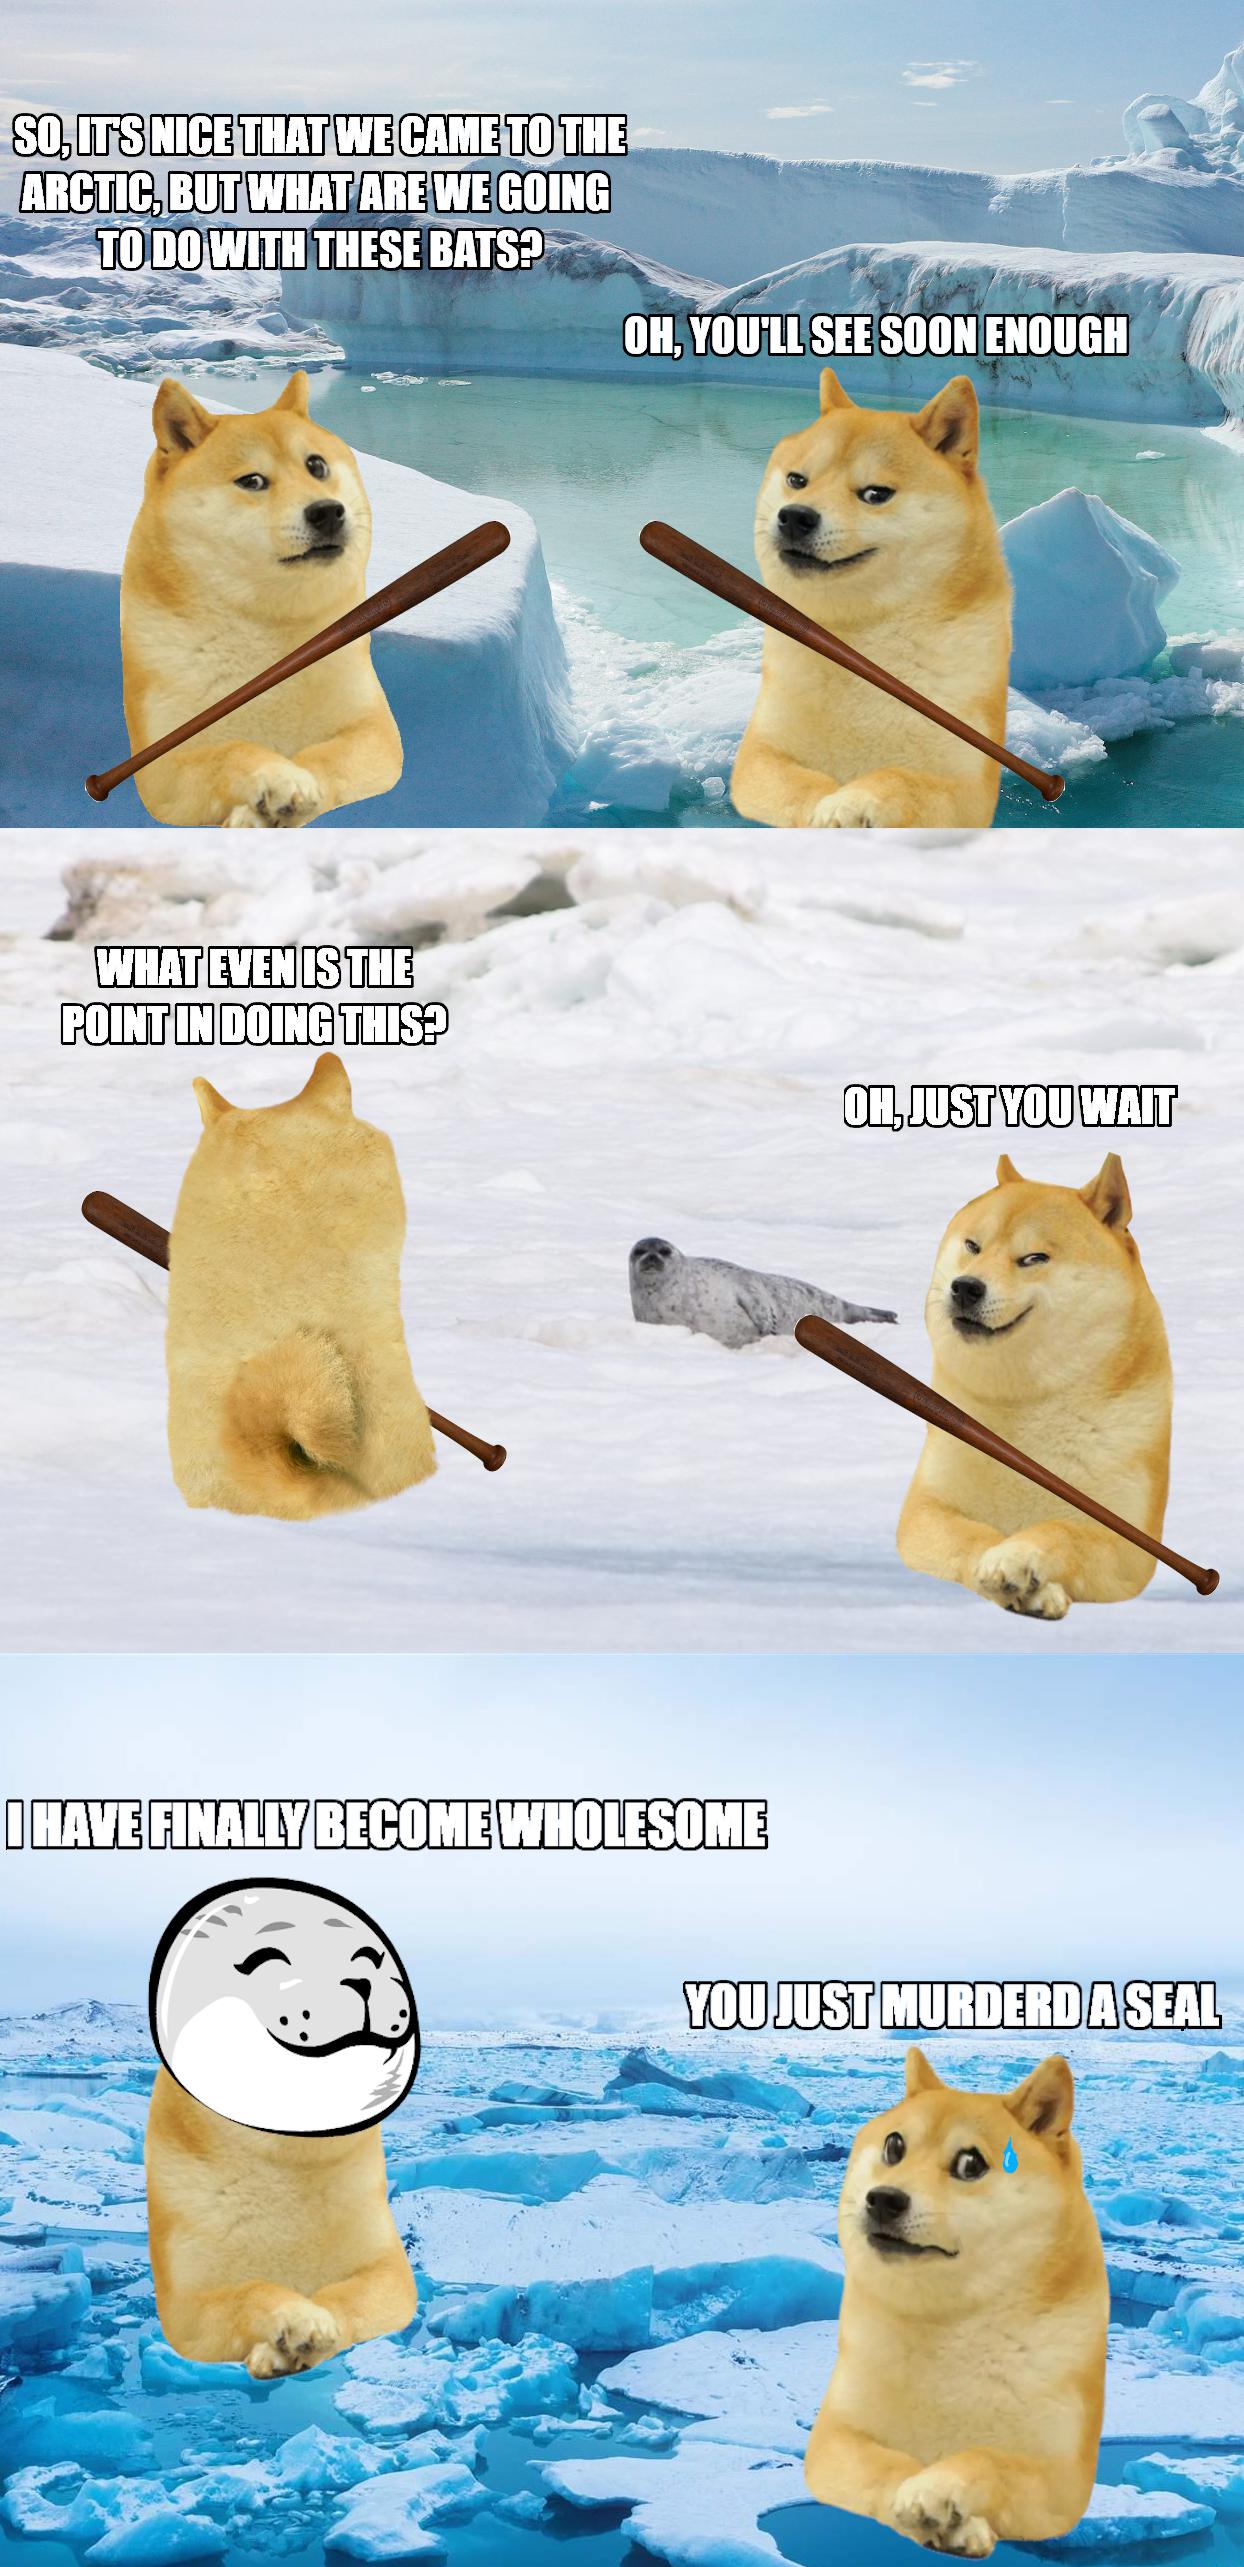 SO, IT'S NICE THAT WE CAME TO THE
ARCTIC, BUT WHAT ARE WE GOING
TO DO WITH THESE BATS?
OH, YOU'LL SEE SOON ENOUGH
WHAT EVEN IS THE
POINT IN DOING THIS?
OH, JUST YOU WAIT
I HAVE FINALLY BECOME WHOLESOME
YOU JUST MURDERD A SEAL